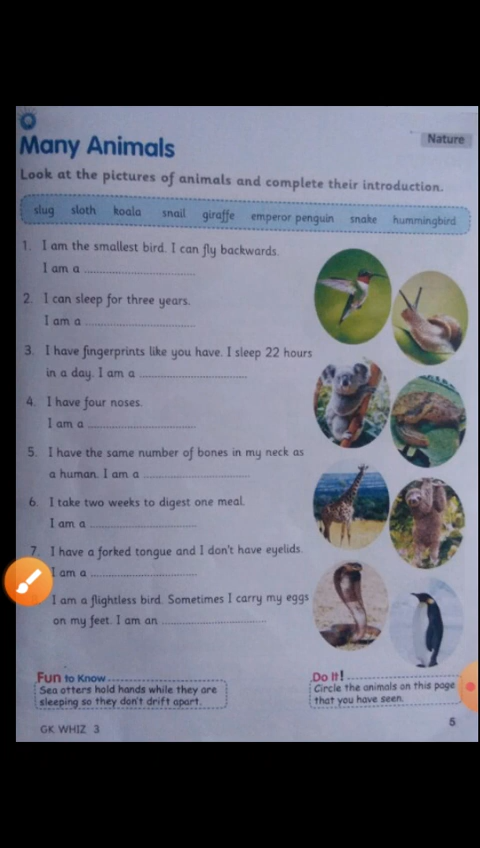 Many Animals
Nature
Look at the pictures of animals and complete their introduction.
slug sloth koala snail giraffe emperor penguin snake hummingbird
1. I am the smallest bird. I can fly backwards.
I am a ........................
2. I can sleep for three years.
I am a ........................
3. I have fingerprints like you have. I sleep 22 hours
in a day. I am a ........................
4. I have four noses.
I am a ........................
5. I have the same number of bones in my neck as
a human. I am a ........................
6. I take two weeks to digest one meal.
I am a ........................
7. I have a forked tongue and I don't have eyelids.
I am a ........................
I am a flightless bird. Sometimes I carry my eggs
on my feet. I am an ........................
Fun to Know
Sea otters hold hands while they are
sleeping so they don't drift apart.
Do It!
Circle the animals on this page
that you have seen.
GK WHIZ 3
5